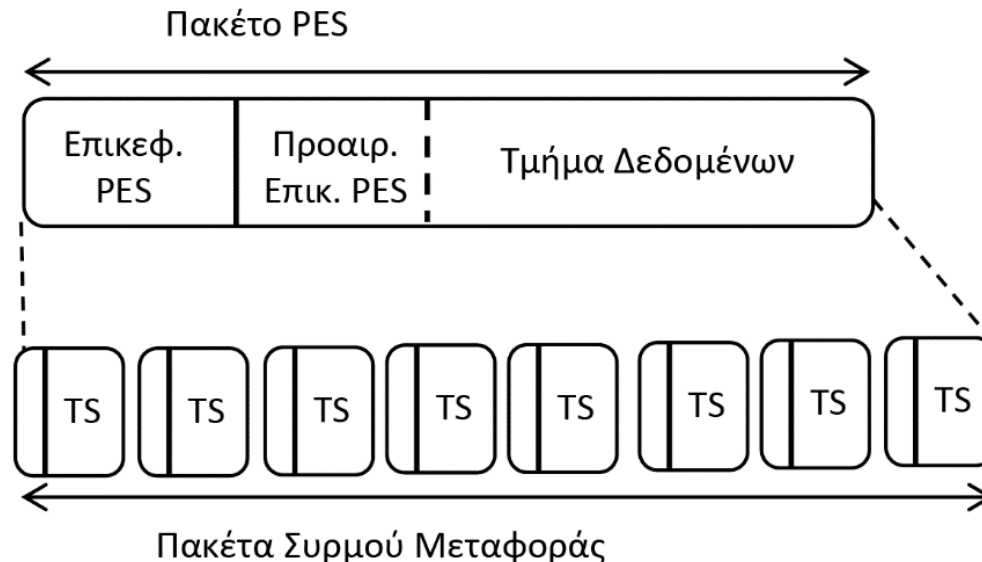 Πακέτο PES
Επικεφ.
PES
Προαιρ.
Επικ. PES
Τμήμα Δεδομένων
TS TS TS TS TS TS TS TS
Πακέτα Συρμού Μεταφοράς